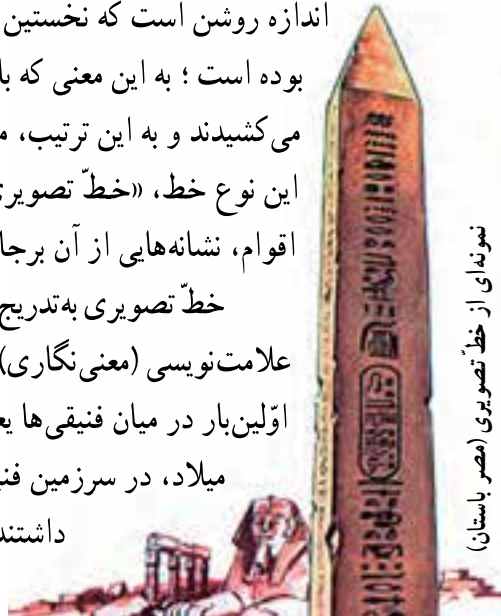 اندازه روشن است که نخستین
بوده است ؛ به این معنی که با
می‌کشیدند و به این ترتیب، م
این نوع خط، «خطّ تصویری
اقوام، نشانه‌هایی از آن برجا
خطّ تصویری به‌تدریج
علامت‌نویسی (معنی‌نگاری)
اوّلین‌بار در میان فنیقی‌ها یع
میلاد، در سرزمین فنی
داشتند
نمونه‌ای از خطّ تصویری (مصر باستان)